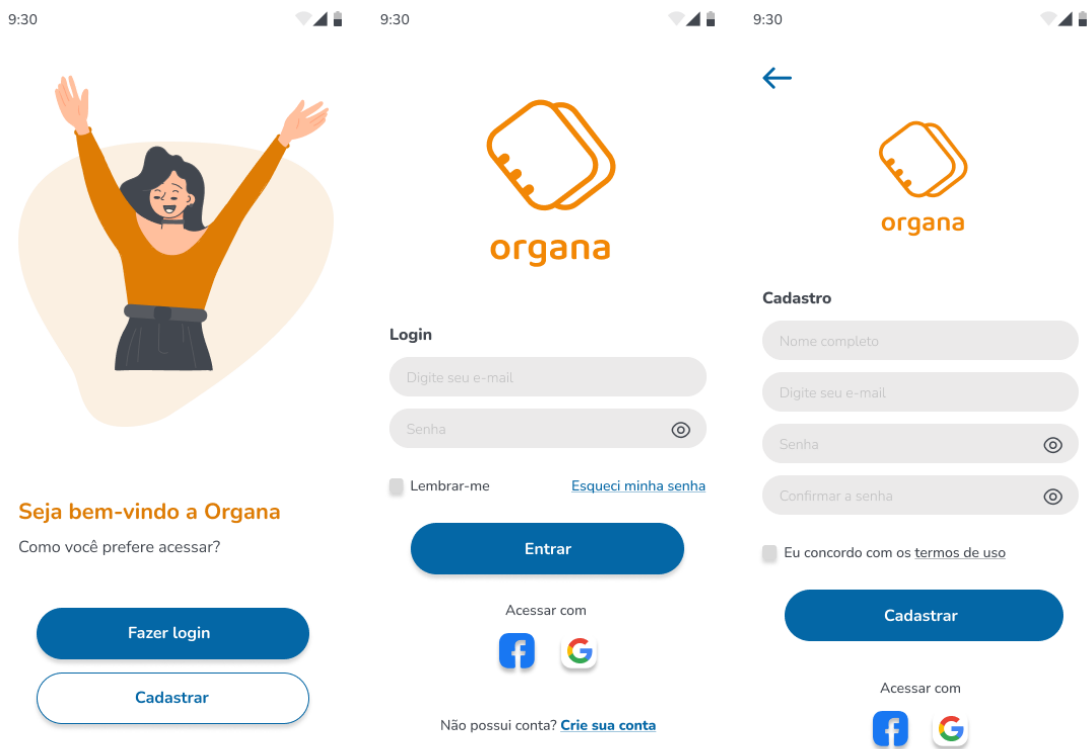 9:30
Seja bem-vindo a Organa
Como você prefere acessar?
Fazer login
Cadastrar
9:30
organa
Login
Digite seu e-mail
Senha
Lembrar-me
Esqueci minha senha
Entrar
Acessar com
Não possui conta? Crie sua conta
9:30
organa
Cadastro
Nome completo
Digite seu e-mail
Senha
Confirmar a senha
Eu concordo com os termos de uso
Cadastrar
Acessar com